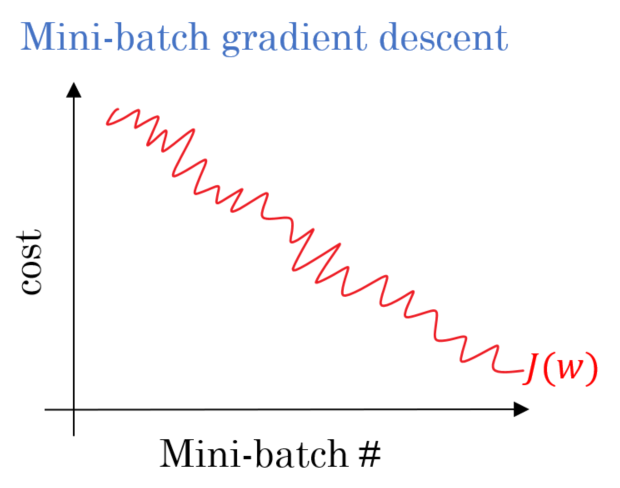 Mini-batch gradient descent
cost
J(w)
Mini-batch #